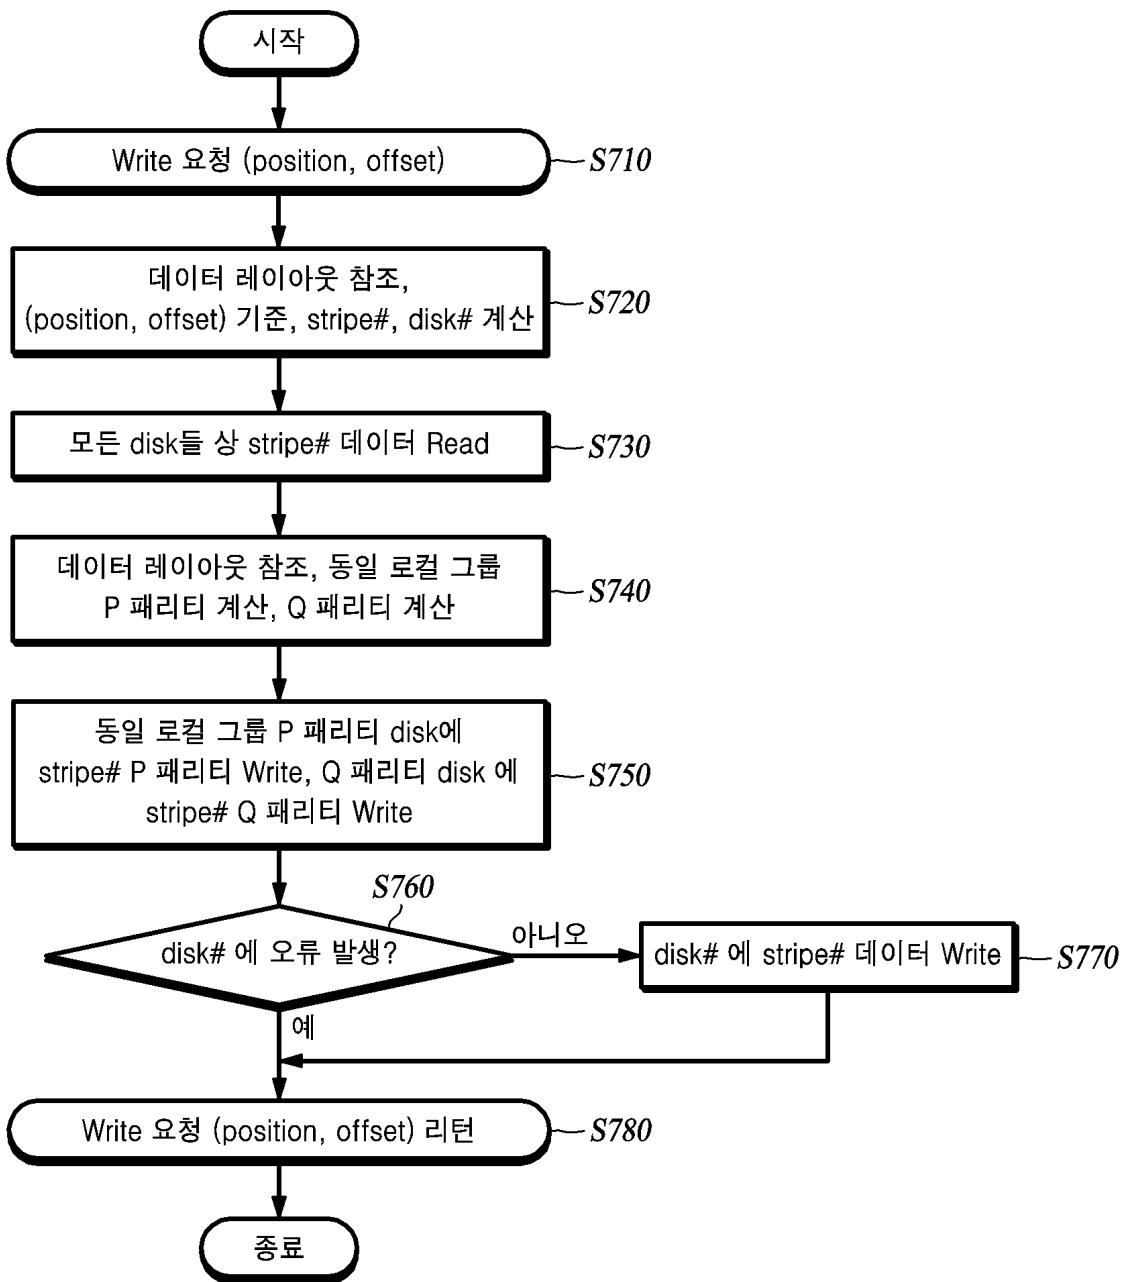 시작
Write 요청 (position, offset)
S710
데이터 레이아웃 참조,
(position, offset) 기준, stripe#, disk# 계산
S720
모든 disk들 상 stripe# 데이터 Read
S730
데이터 레이아웃 참조, 동일 로컬 그룹
P 패리티 계산, Q 패리티 계산
S740
동일 로컬 그룹 P 패리티 disk에
stripe# P 패리티 Write, Q 패리티 disk 에
stripe# Q 패리티 Write
S750
S760
disk# 에 오류 발생?
아니오
disk# 에 stripe# 데이터 Write
S770
예
Write 요청 (position, offset) 리턴
S780
종료